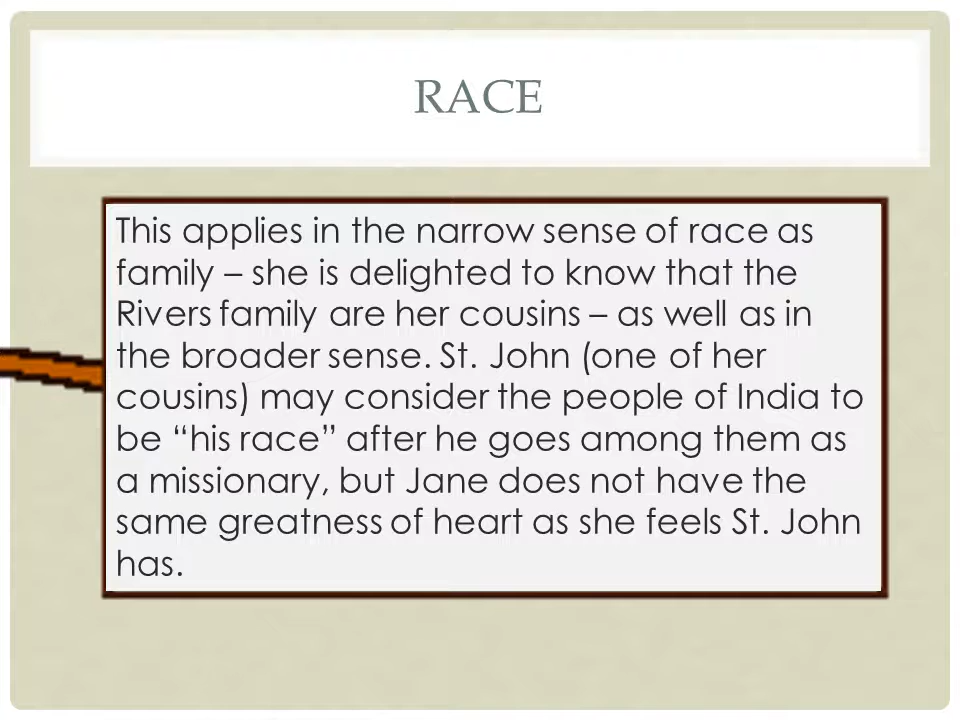 RACE
This applies in the narrow sense of race as
family – she is delighted to know that the
Rivers family are her cousins – as well as in
the broader sense. St. John (one of her
cousins) may consider the people of India to
be “his race” after he goes among them as
a missionary, but Jane does not have the
same greatness of heart as she feels St. John
has.